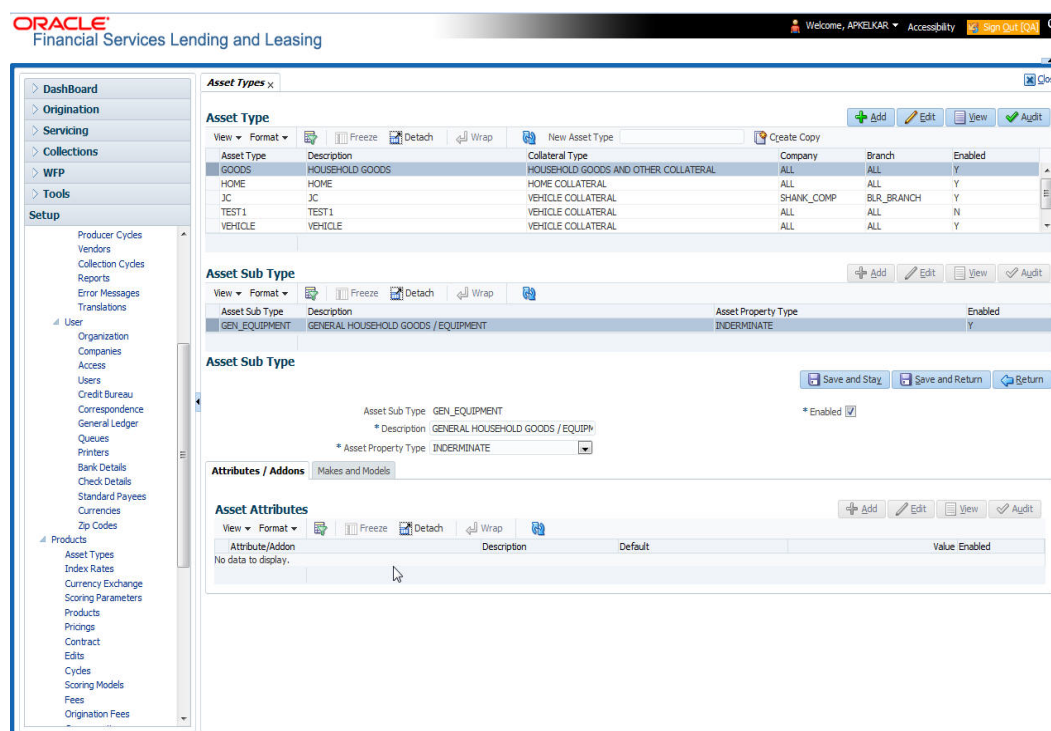 ORACLE®
Financial Services Lending and Leasing
Welcome, APKELKAR Accessibility Sign Out [QA]
DashBoard
Origination
Servicing
Collections
WFP
Tools
Setup
Producer Cycles
Vendors
Collection Cycles
Reports
Error Messages
Translations
User
Organization
Companies
Access
Users
Credit Bureau
Correspondence
General Ledger
Queues
Printers
Bank Details
Check Details
Standard Payees
Currencies
Zip Codes
Products
Asset Types
Index Rates
Currency Exchange
Scoring Parameters
Products
Pricings
Contract
Edits
Cycles
Scoring Models
Fees
Origination Fees
Asset Types x
Clos
Asset Type
Add Edit View Audit
View Format Freeze Detach Wrap New Asset Type Create Copy
Asset Type Description Collateral Type Company Branch Enabled
GOODS HOUSEHOLD GOODS HOUSEHOLD GOODS AND OTHER COLLATERAL ALL ALL Y
HOME HOME HOME COLLATERAL ALL ALL Y
JC JC VEHICLE COLLATERAL SHANK_COMP BLR_BRANCH Y
TEST1 TEST1 VEHICLE COLLATERAL ALL ALL N
VEHICLE VEHICLE VEHICLE COLLATERAL ALL ALL Y
Asset Sub Type
Add Edit View Audit
View Format Freeze Detach Wrap
Asset Sub Type Description Asset Property Type Enabled
GEN_EQUIPMENT GENERAL HOUSEHOLD GOODS / EQUIPMENT INDERMINATE Y
Asset Sub Type
Save and Stay Save and Return Return
Asset Sub Type GEN_EQUIPMENT * Enabled
* Description GENERAL HOUSEHOLD GOODS / EQUIPM
* Asset Property Type INDERMINATE
Attributes / Addons Makes and Models
Asset Attributes
Add Edit View Audit
View Format Freeze Detach Wrap
Attribute/Addon Description Default Value Enabled
No data to display.